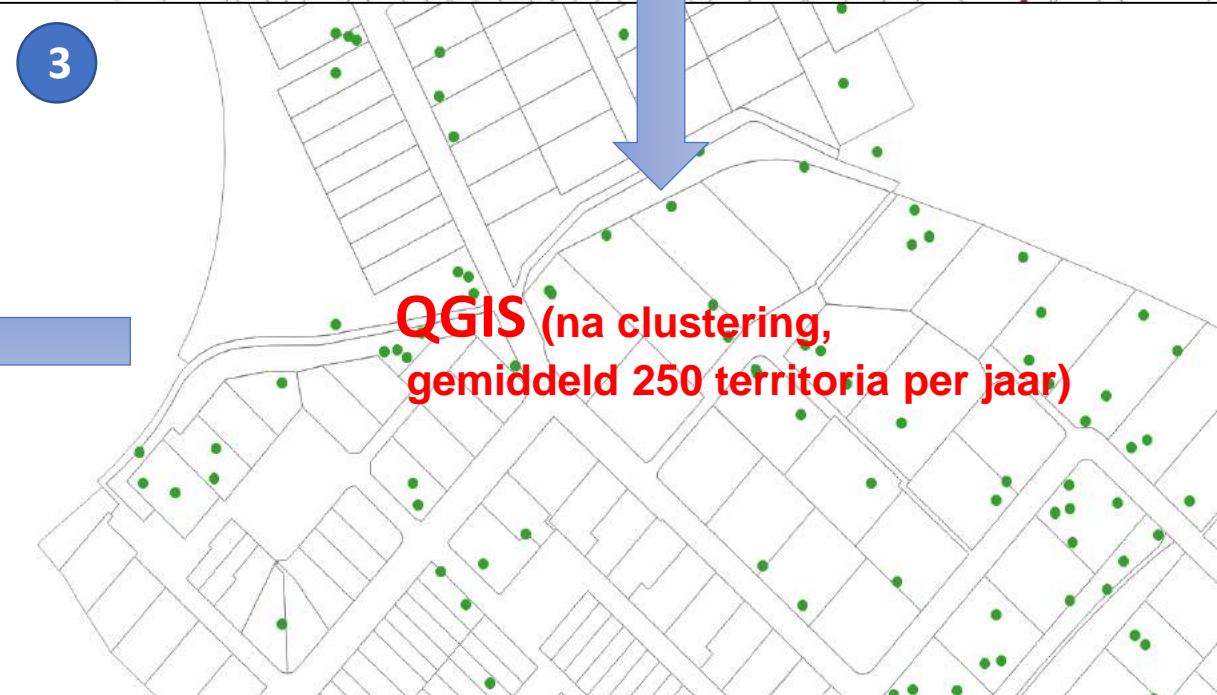 3
QGIS (na clustering,
gemiddeld 250 territoria per jaar)